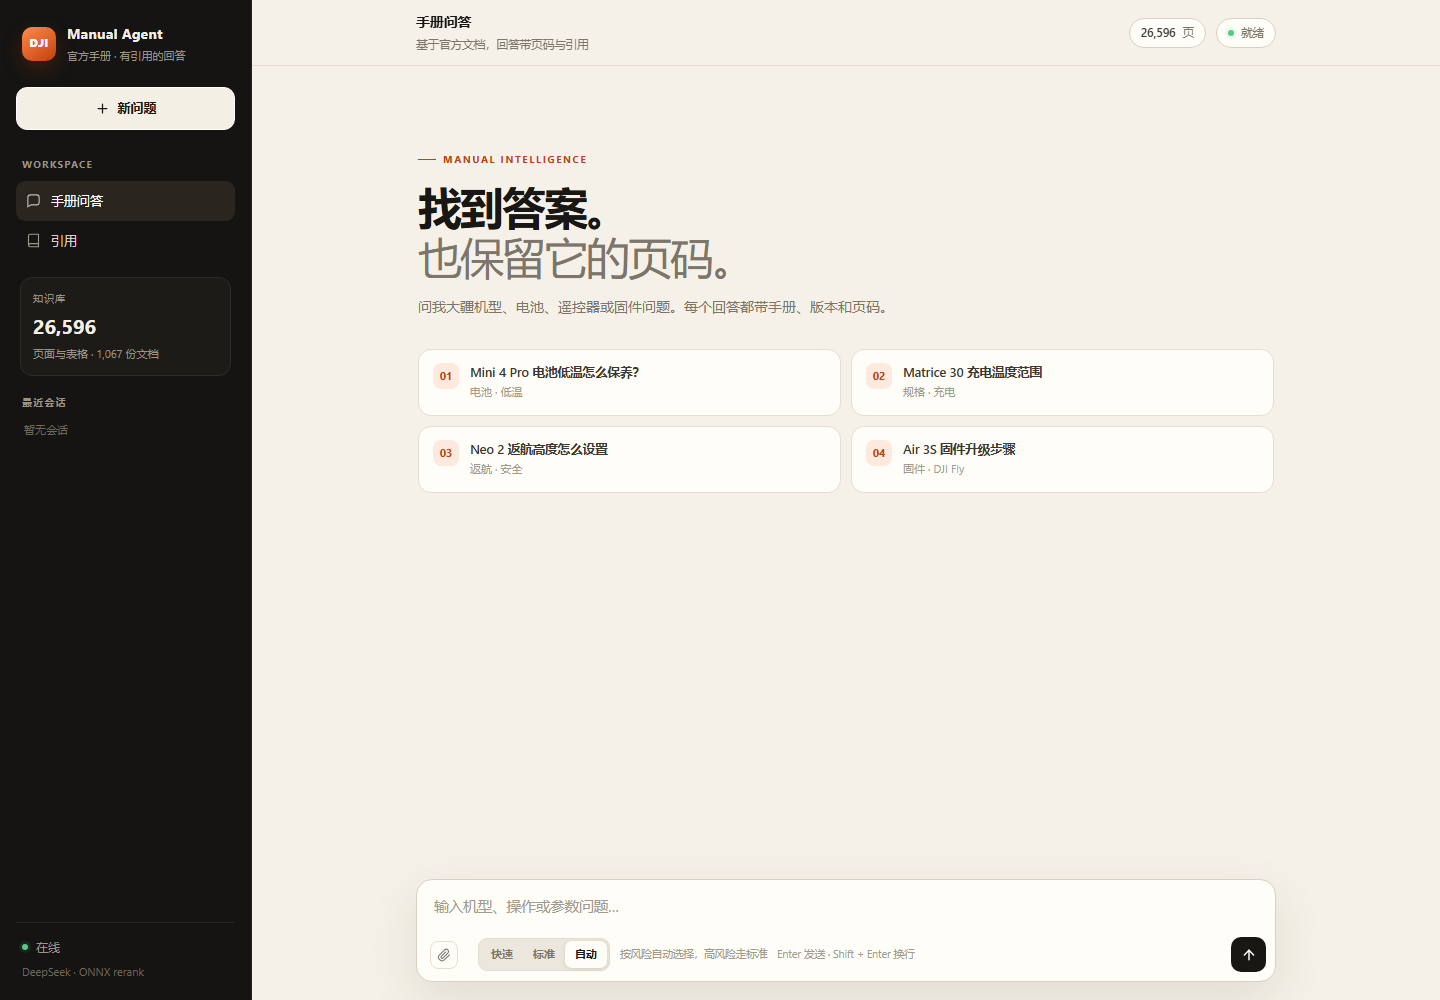 DJI
Manual Agent
官方手册 · 有引用的回答
+ 新问题
WORKSPACE
手册问答
引用
知识库
26,596
页面与表格 · 1,067 份文档
最近会话
暂无会话
在线
DeepSeek · ONNX rerank
手册问答
基于官方文档，回答带页码与引用
26,596 页
就绪
MANUAL INTELLIGENCE
找到答案。
也保留它的页码。
问我大疆机型、电池、遥控器或固件问题。每个回答都带手册、版本和页码。
01
Mini 4 Pro 电池低温怎么保养？
电池 · 低温
02
Matrice 30 充电温度范围
规格 · 充电
03
Neo 2 返航高度怎么设置
返航 · 安全
04
Air 3S 固件升级步骤
固件 · DJI Fly
输入机型、操作或参数问题...
快速 标准 自动 按风险自动选择，高风险走标准 Enter 发送 · Shift + Enter 换行